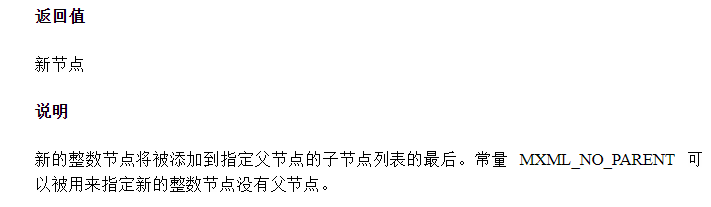 返回值
新节点
说明
新的整数节点将被添加到指定父节点的子节点列表的最后。常量 MXML_NO_PARENT 可
以被用来指定新的整数节点没有父节点。